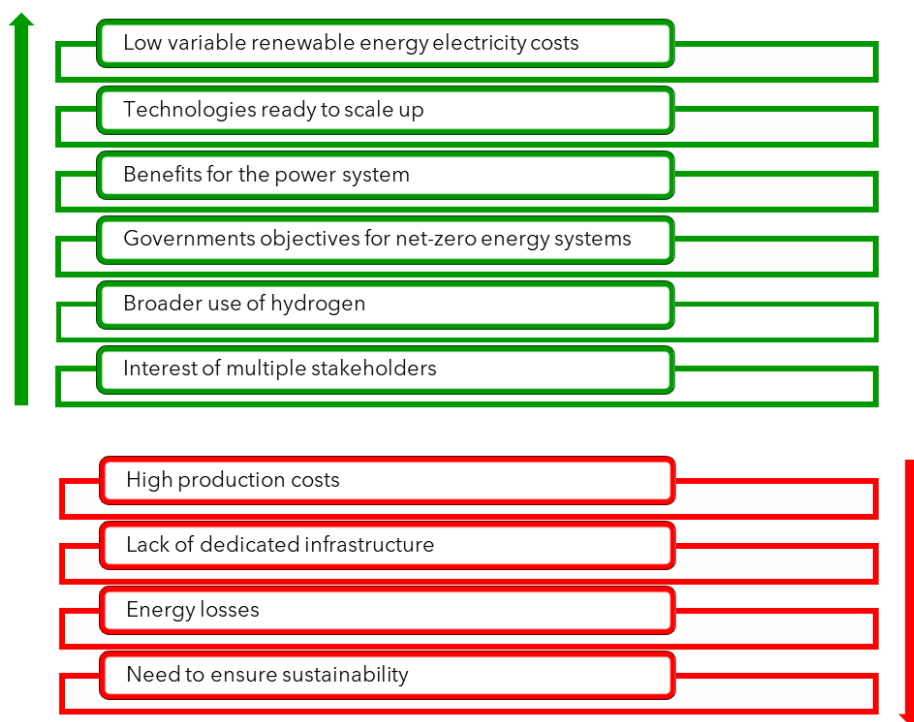 Low variable renewable energy electricity costs
Technologies ready to scale up
Benefits for the power system
Governments objectives for net-zero energy systems
Broader use of hydrogen
Interest of multiple stakeholders
High production costs
Lack of dedicated infrastructure
Energy losses
Need to ensure sustainability